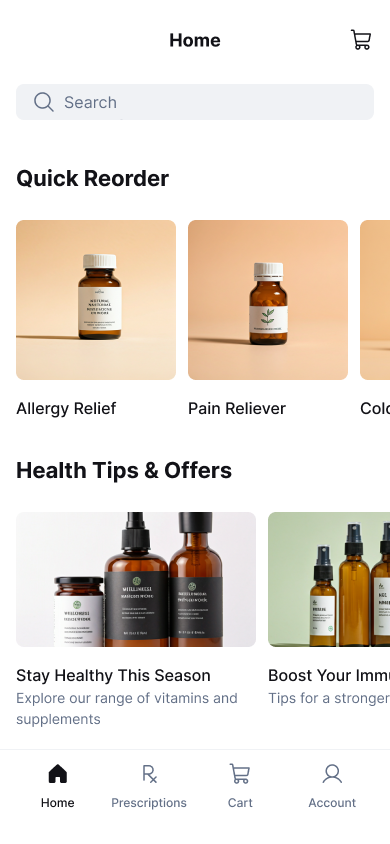 Home
Search
Quick Reorder
Allergy Relief
Pain Reliever
Cold
Health Tips & Offers
Stay Healthy This Season
Explore our range of vitamins and
supplements
Boost Your Immu
Tips for a stronger
Home
Prescriptions
Cart
Account